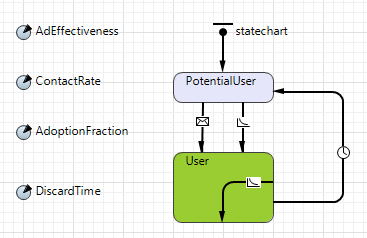 AdEffectiveness
statechart
ContactRate
PotentialUser
AdoptionFraction
User
DiscardTime